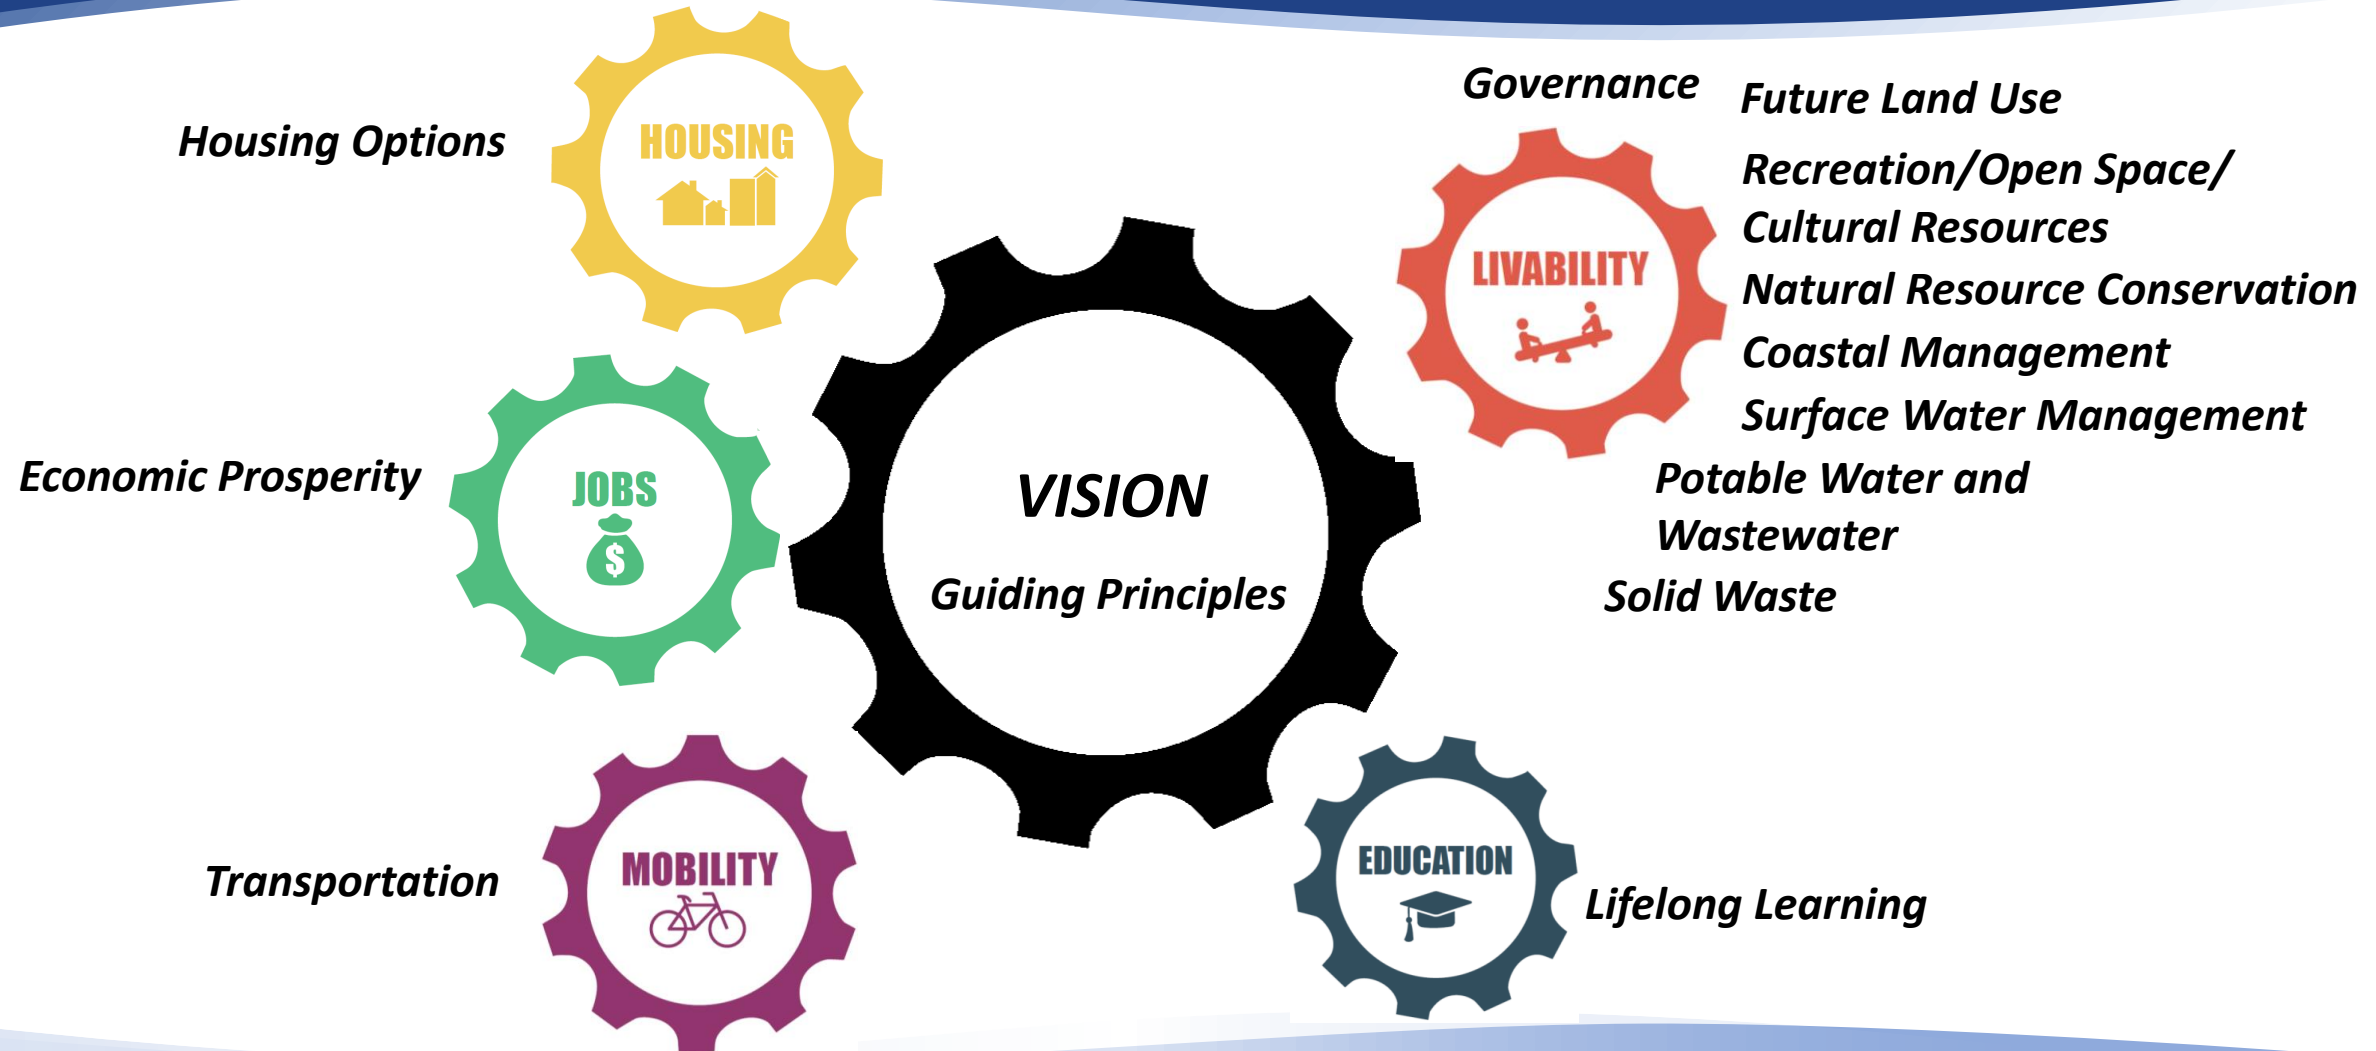 Housing Options
HOUSING
Economic Prosperity
JOBS
$
Transportation
MOBILITY
VISION
Guiding Principles
Governance
LIVABILITY
Future Land Use
Recreation/Open Space/
Cultural Resources
Natural Resource Conservation
Coastal Management
Surface Water Management
Potable Water and
Wastewater
Solid Waste
EDUCATION
Lifelong Learning